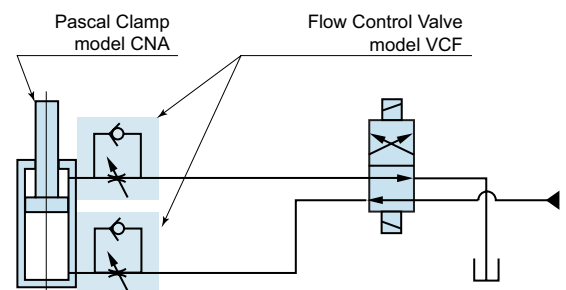 Pascal Clamp
model CNA
Flow Control Valve
model VCF